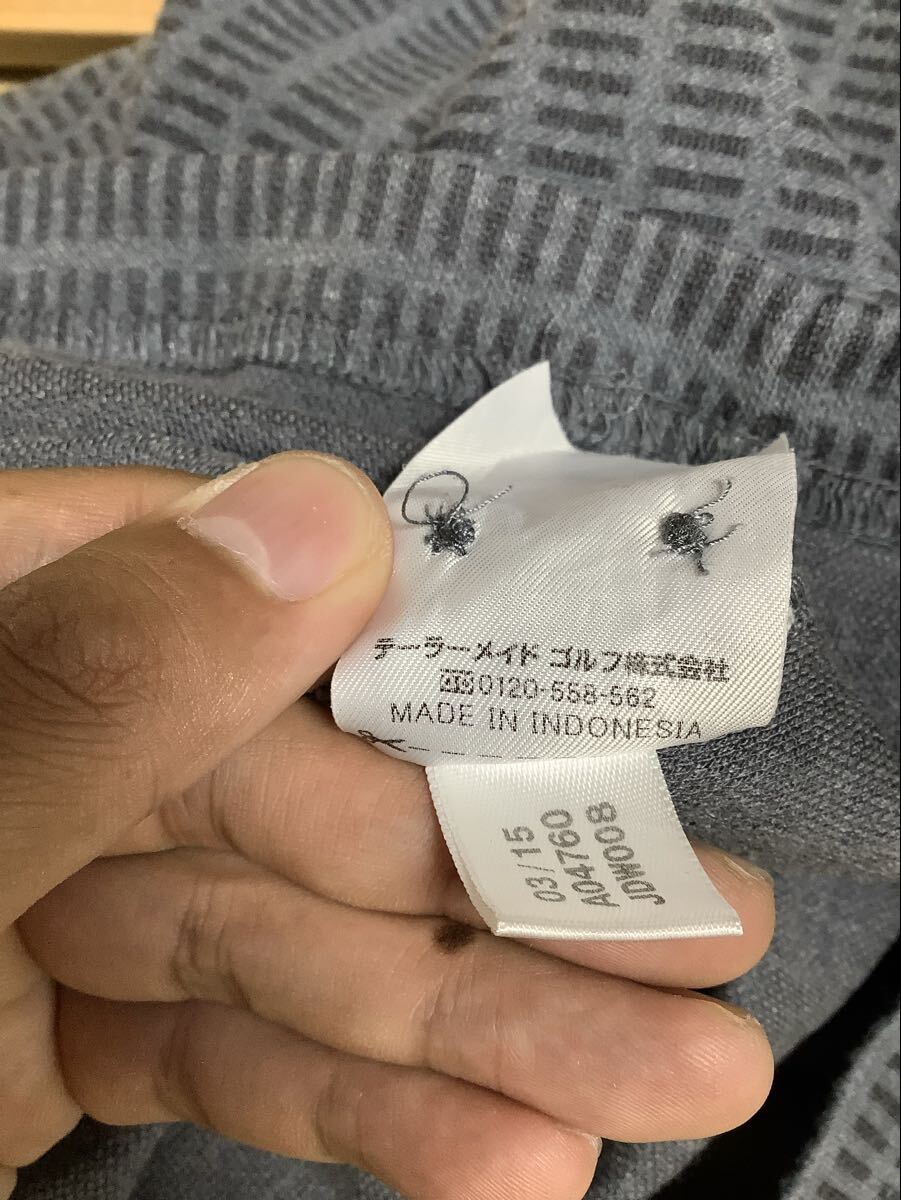 テーラーメイド ゴルフ株式会社
0120-558-562
MADE IN INDONESIA
03/15
A04760
JDW008